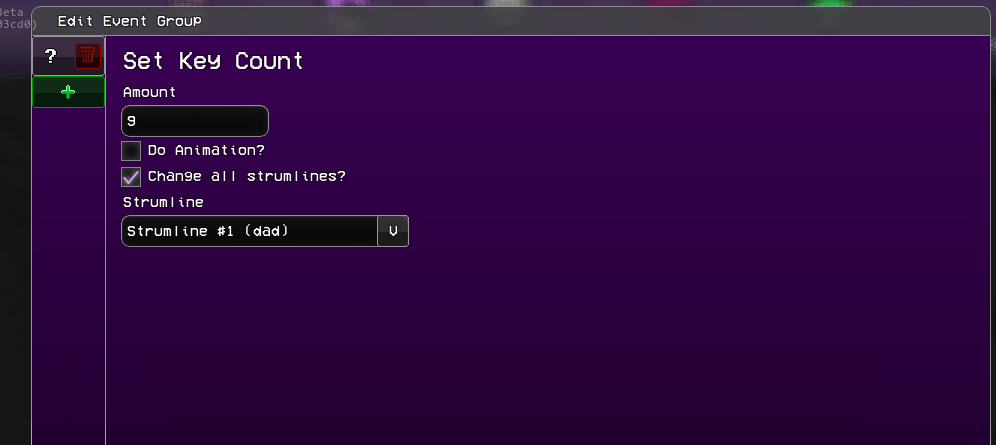 Beta
03cd0)
Edit Event Group
?
Set Key Count
+
Amount
9
Do Animation?
Change all strumlines?
Strumline
Strumline #1 (dad)
V